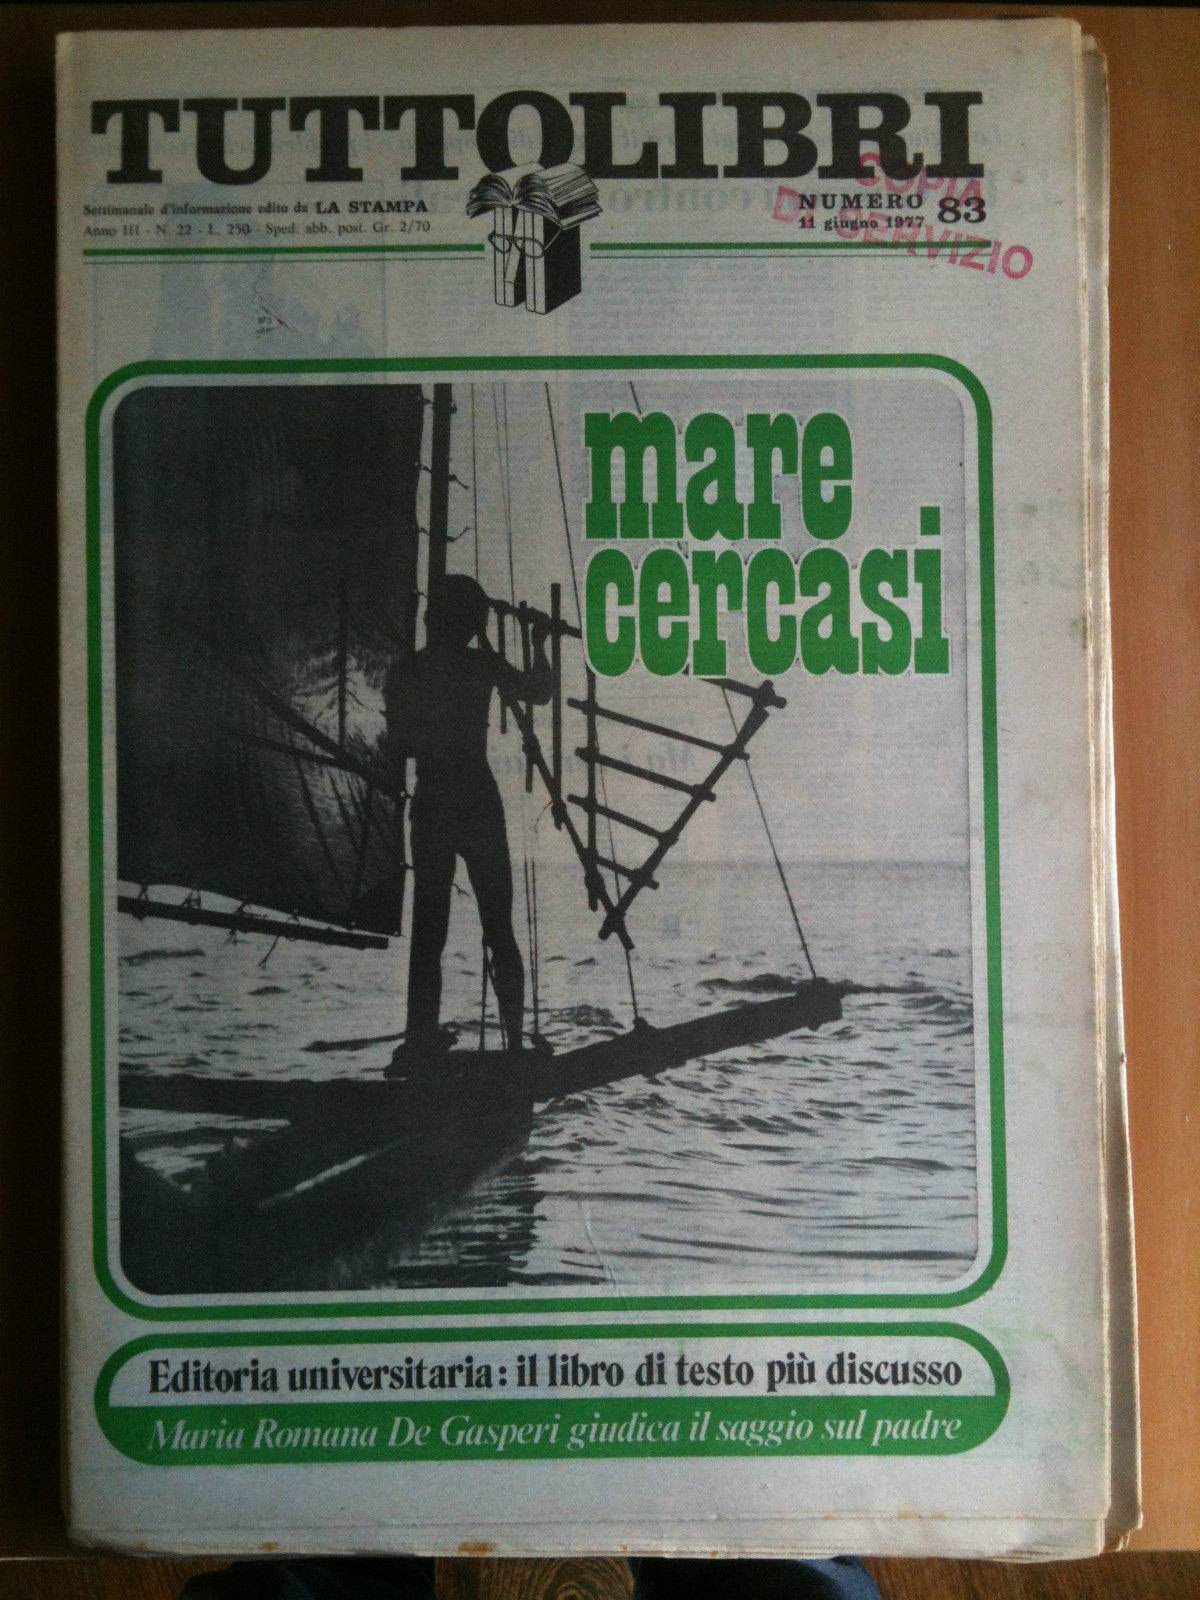 TUTTOLIBRI
Settimanale d'informazione edito da LA STAMPA
Anno III - N. 22 - L. 250 - Sped. abb. post. Gr. 2/70
NUMERO 83
11 giugno 1977
COPIA
DI SERVIZIO
mare
cercasi
Editoria universitaria: il libro di testo più discusso
Maria Romana De Gasperi giudica il saggio sul padre